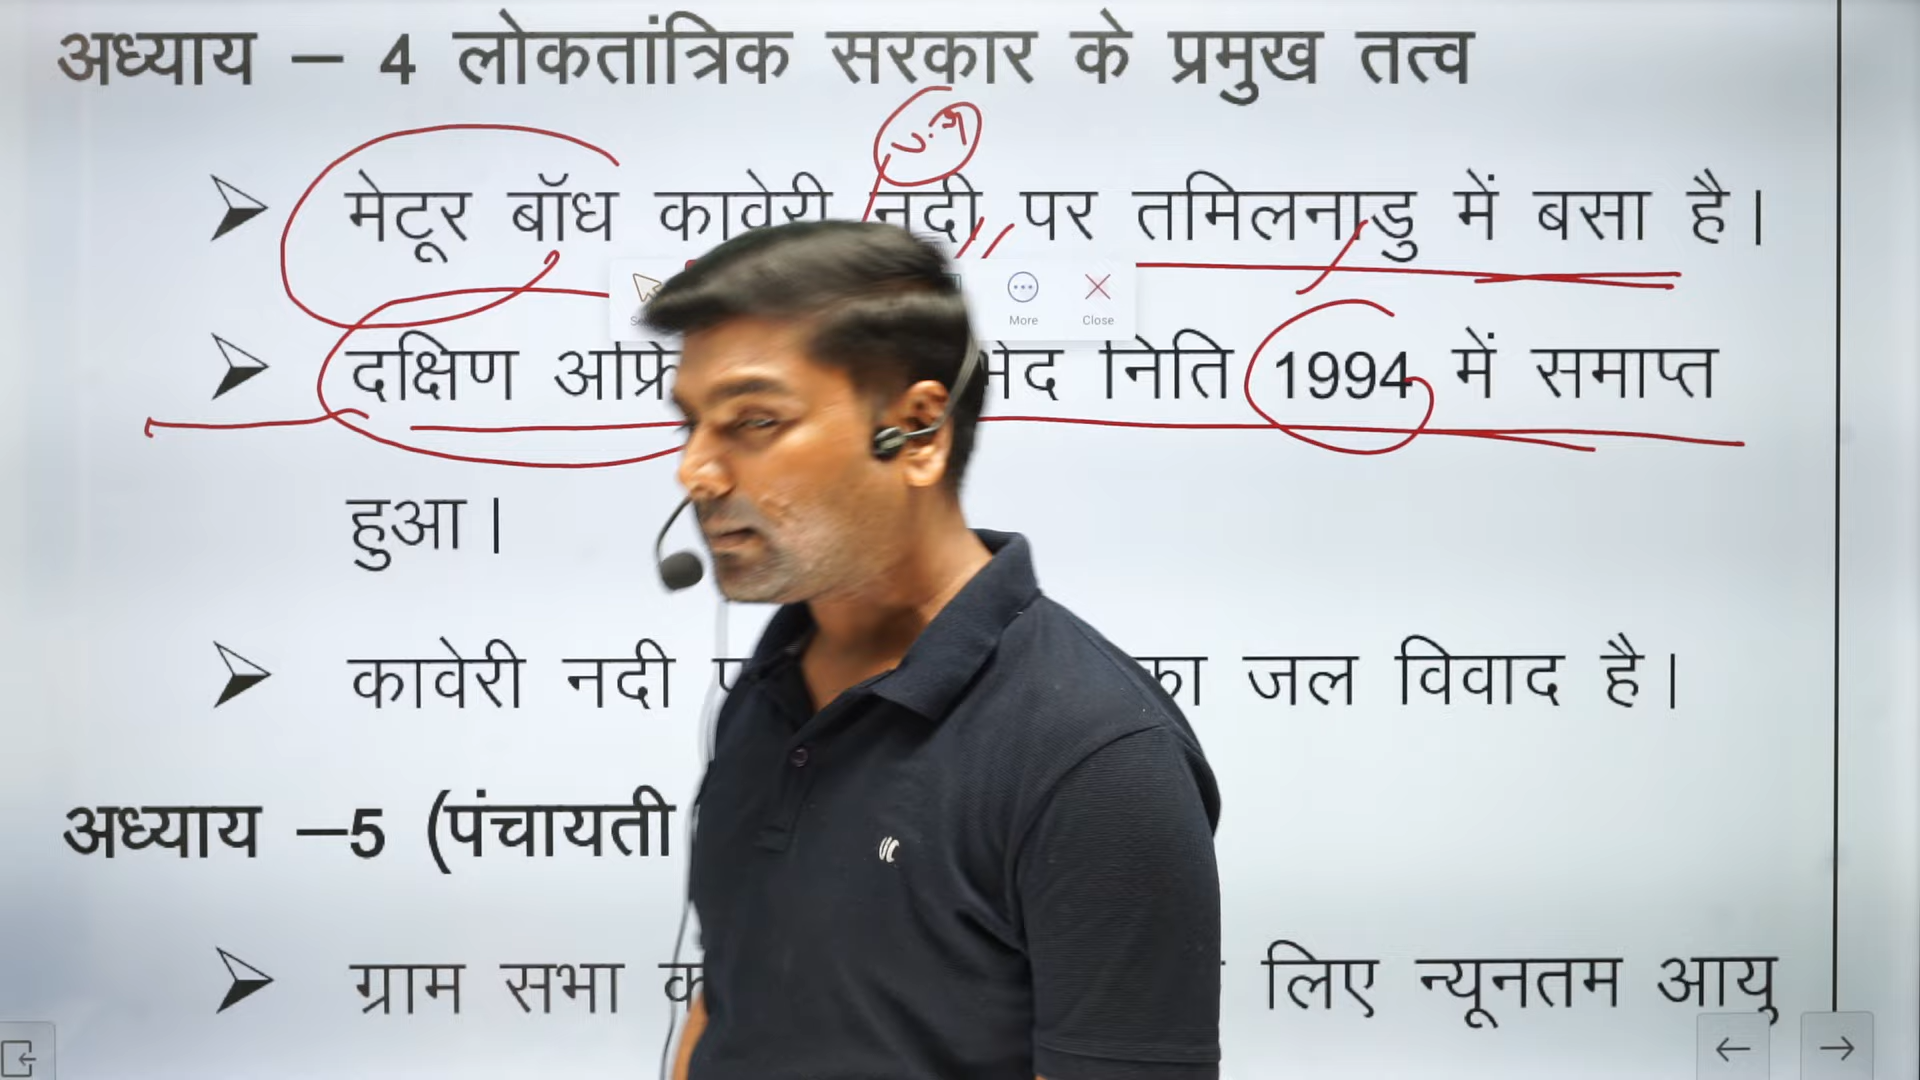 अध्याय – 4 लोकतांत्रिक सरकार के प्रमुख तत्व
मेटूर बॉध कावेरी नदी पर तमिलनाडु में बसा है।
More
Close
दक्षिण निति 1994 में समाप्त
हुआ।
कावेरी नदी जल विवाद है।
अध्याय –5 (पंचायती
ग्राम सभा लिए न्यूनतम आयु